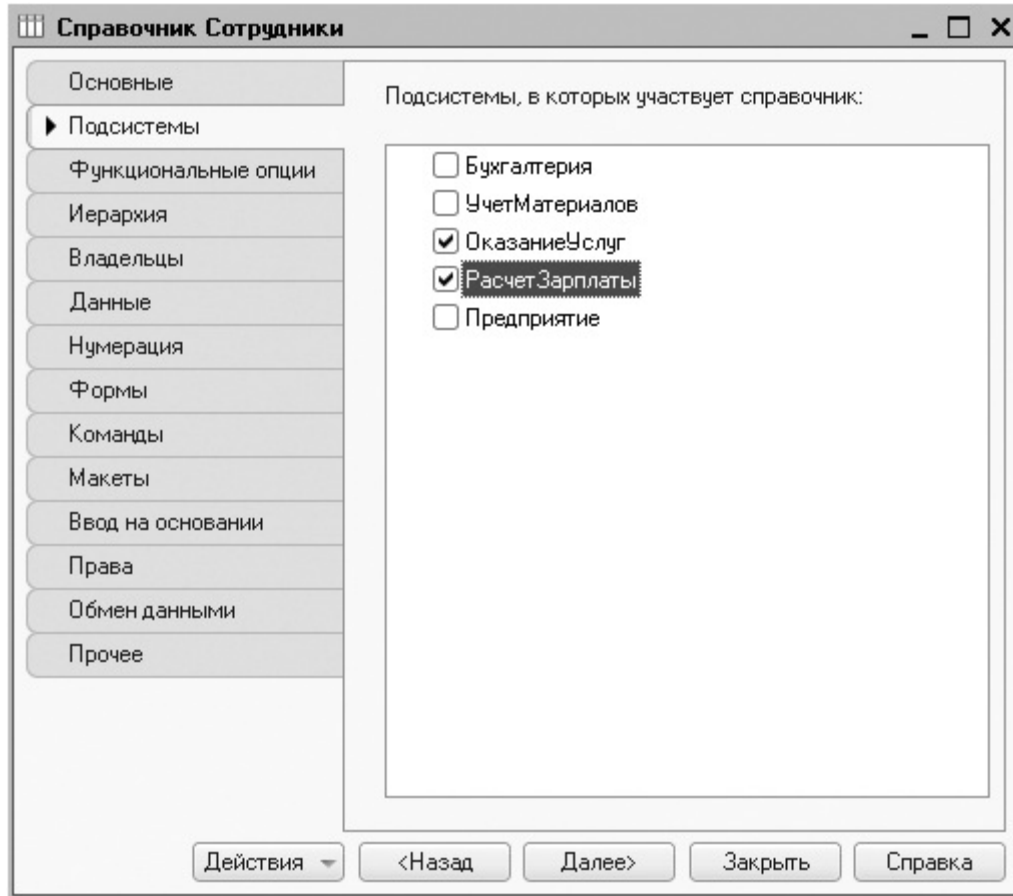 Справочник Сотрудники
Основные
Подсистемы
Функциональные опции
Иерархия
Владельцы
Данные
Нумерация
Формы
Команды
Макеты
Ввод на основании
Права
Обмен данными
Прочее
Подсистемы, в которых участвует справочник:
Бухгалтерия
УчетМатериалов
ОказаниеУслуг
РасчетЗарплаты
Предприятие
Действия
<Назад
Далее>
Закрыть
Справка